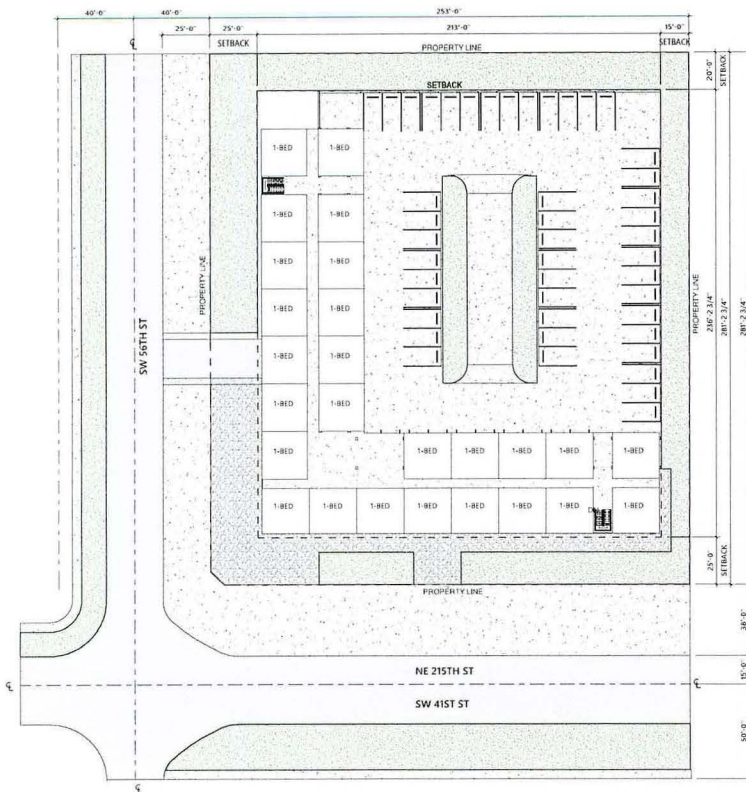 40'-0" 40'-0" 253'-0"
25'-0" 25'-0" 213'-0" 15'-0"
SETBACK PROPERTY LINE SETBACK
SETBACK
20'-0"
SETBACK
1-BED 1-BED
1-BED 1-BED
1-BED 1-BED
PROPERTY LINE
PROPERTY LINE
236'-2 3/4"
281'-2 3/4"
281'-2 3/4"
SW 56TH ST
1-BED 1-BED
1-BED 1-BED
1-BED 1-BED
1-BED 1-BED 1-BED 1-BED 1-BED 1-BED
1-BED 1-BED 1-BED 1-BED 1-BED 1-BED 1-BED 1-BED
25'-0"
SETBACK
PROPERTY LINE
NE 215TH ST
15'-0"
SW 41ST ST
50'-0"